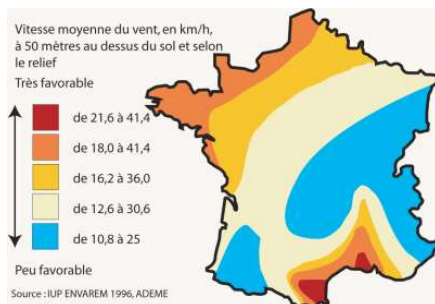 Vitesse moyenne du vent, en km/h,
à 50 mètres au dessus du sol et selon
le relief
Très favorable
de 21,6 à 41,4
de 18,0 à 41,4
de 16,2 à 36,0
de 12,6 à 30,6
de 10,8 à 25
Peu favorable
Source : IUP ENVAREM 1996, ADEME